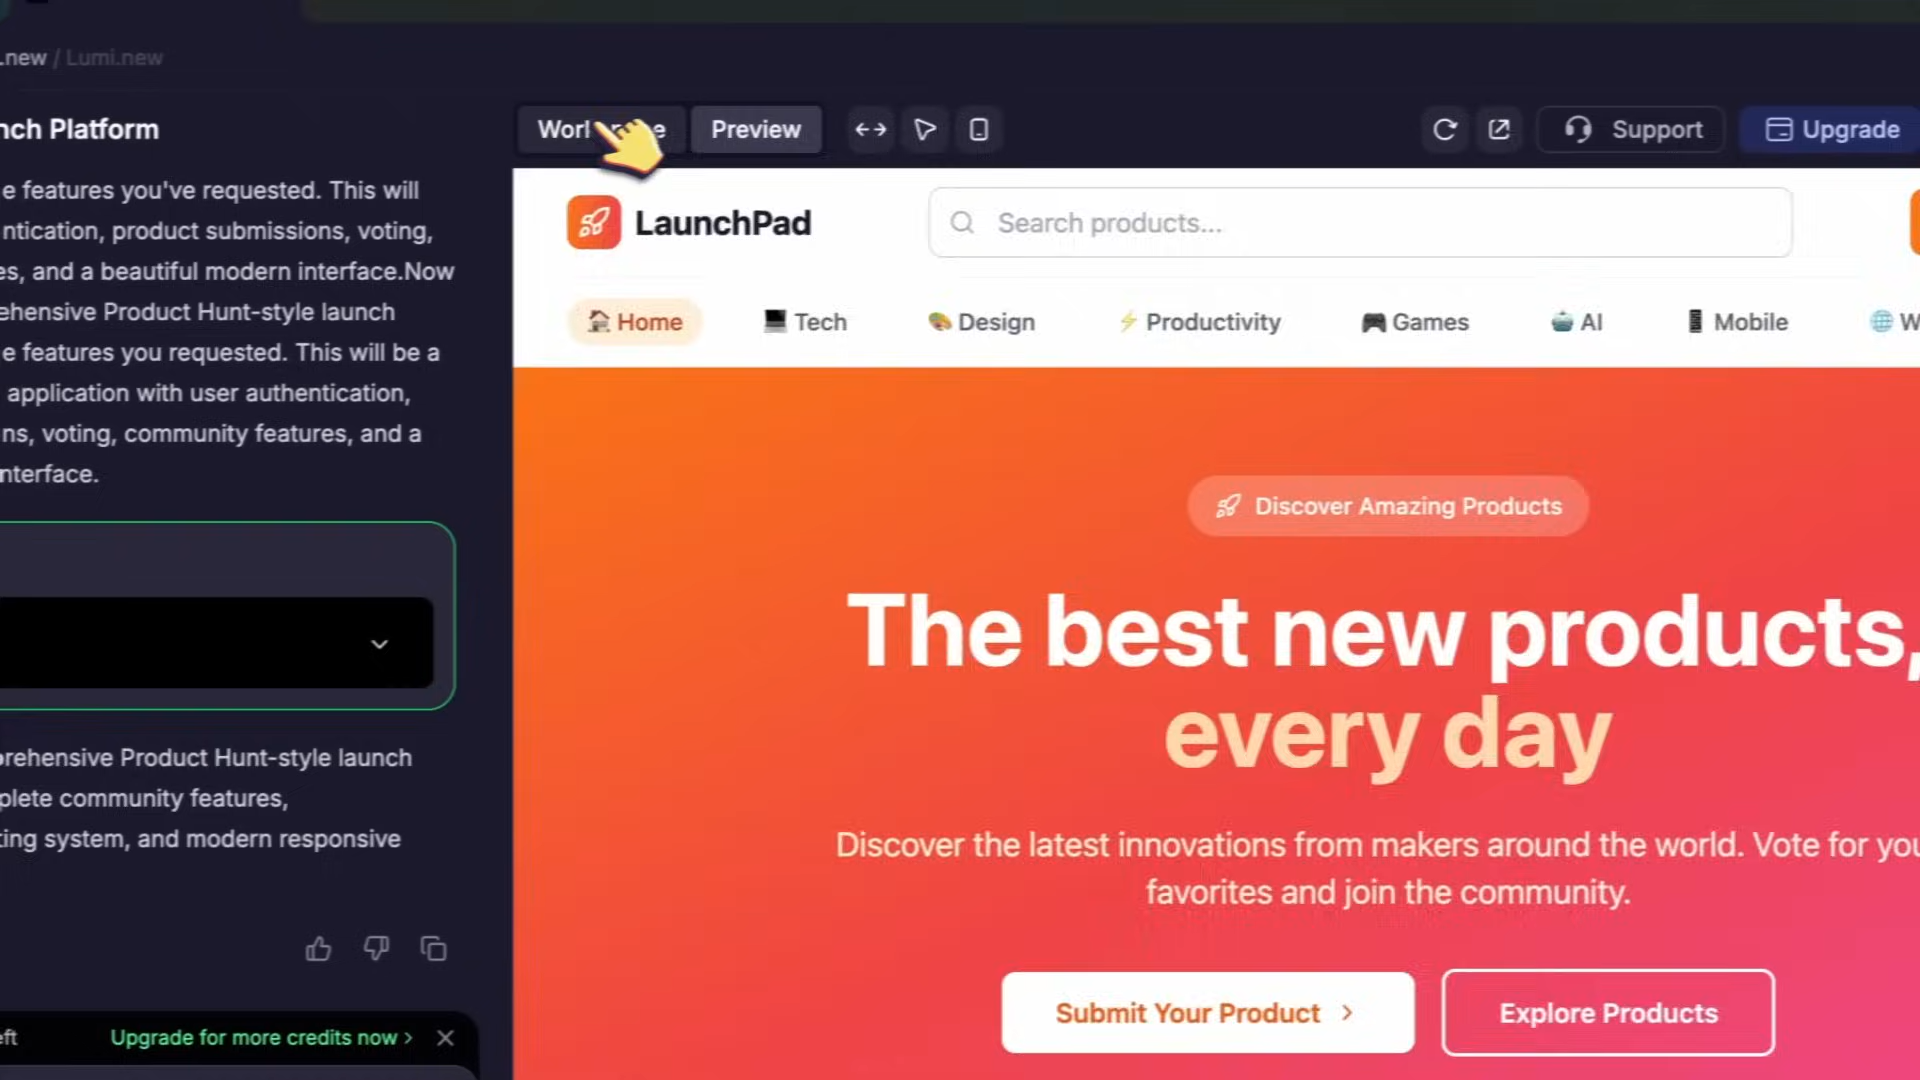 .new / Lumi.new
nch Platform
e features you've requested. This will
ntication, product submissions, voting,
es, and a beautiful modern interface.Now
ehensive Product Hunt-style launch
e features you requested. This will be a
application with user authentication,
ns, voting, community features, and a
nterface.
rehensive Product Hunt-style launch
plete community features,
ting system, and modern responsive
eft
Upgrade for more credits now >
Preview
Support
Upgrade
LaunchPad
Search products...
Home
Tech
Design
Productivity
Games
AI
Mobile
W
Discover Amazing Products
The best new products,
every day
Discover the latest innovations from makers around the world. Vote for you
favorites and join the community.
Submit Your Product >
Explore Products